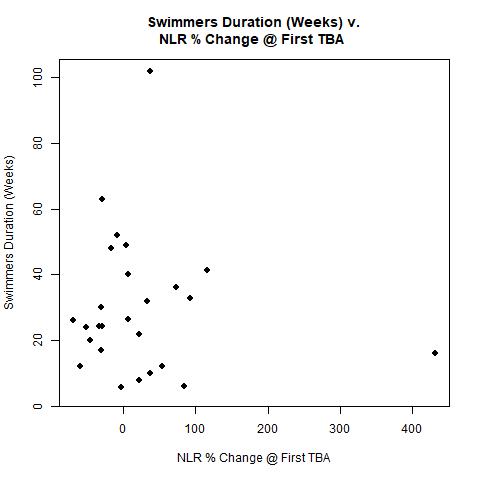 Swimmers Duration (Weeks) v.
NLR % Change @ First TBA
Swimmers Duration (Weeks)
100
80
60
40
20
0
0 100 200 300 400
NLR % Change @ First TBA